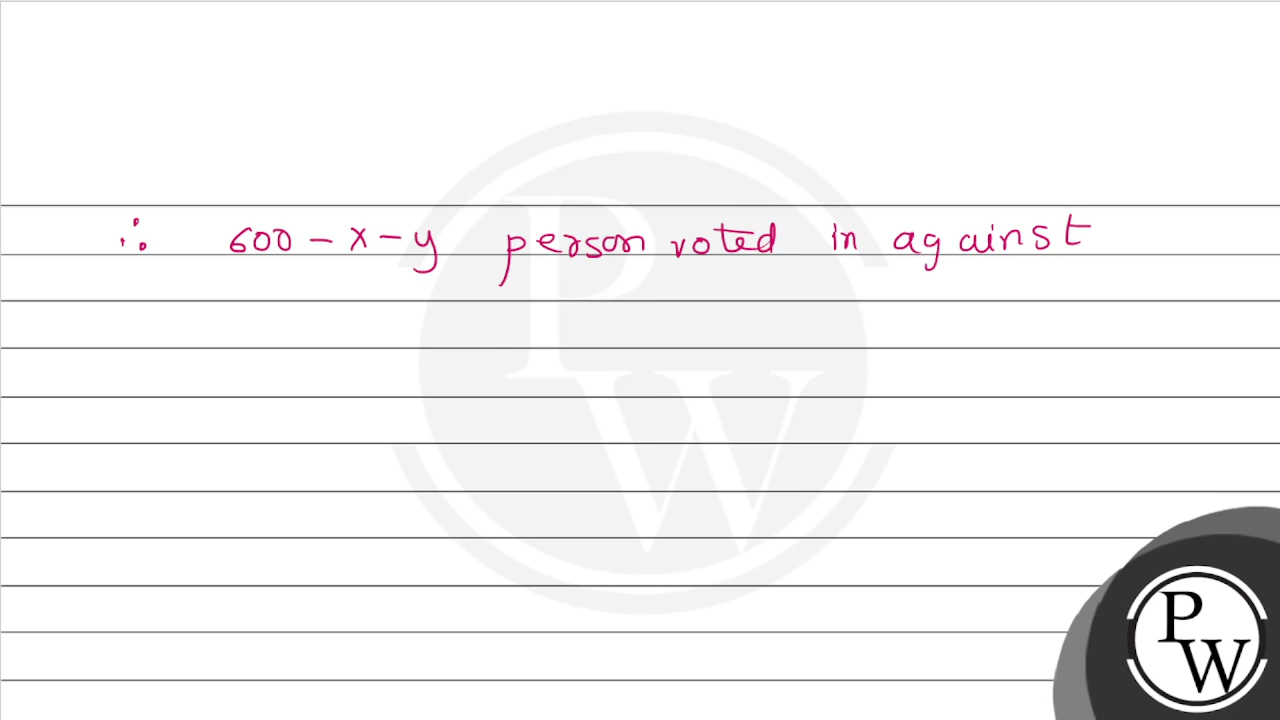 ∴ 600 - x - y person voted in against
P
W
P
W